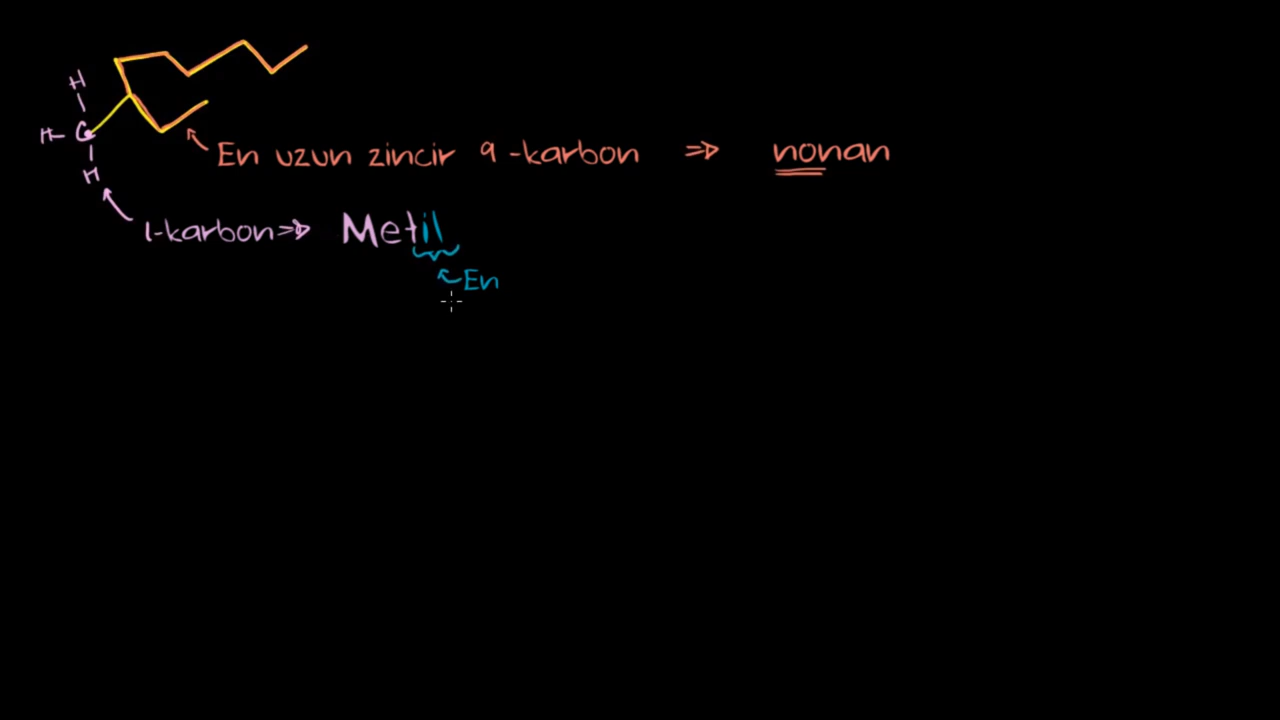 H
H- C
H
En uzun zincir 9-karbon ⇒ nonan
1-karbon ⇒ Metil
En